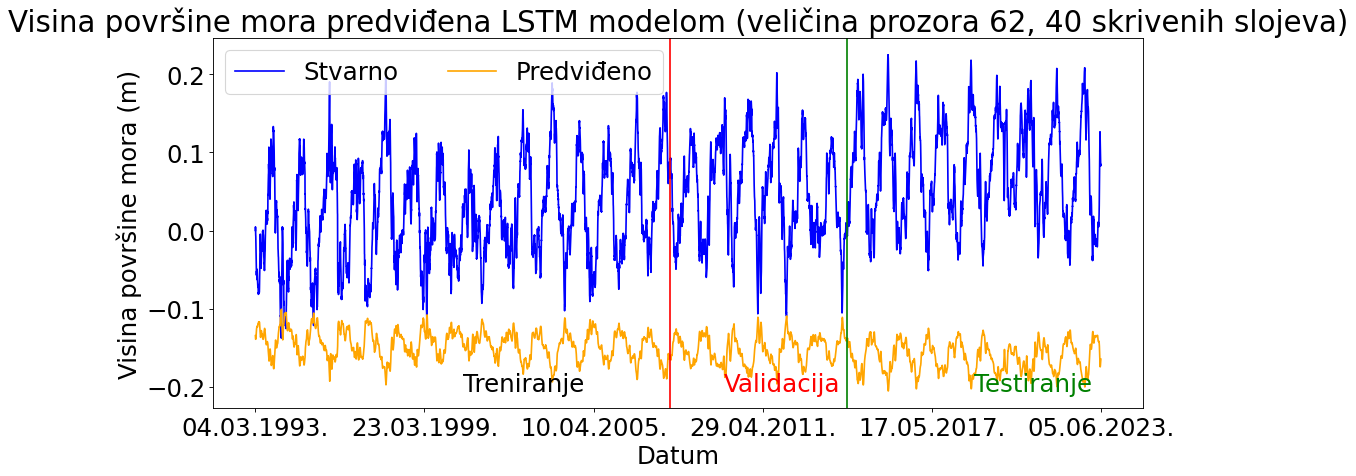 Visina površine mora predviđena LSTM modelom (veličina prozora 62, 40 skrivenih slojeva)
Stvarno
Predviđeno
Visina površine mora (m)
0.2
0.1
0.0
−0.1
−0.2
Treniranje
Validacija
Testiranje
04.03.1993.
23.03.1999.
10.04.2005.
29.04.2011.
17.05.2017.
05.06.2023.
Datum